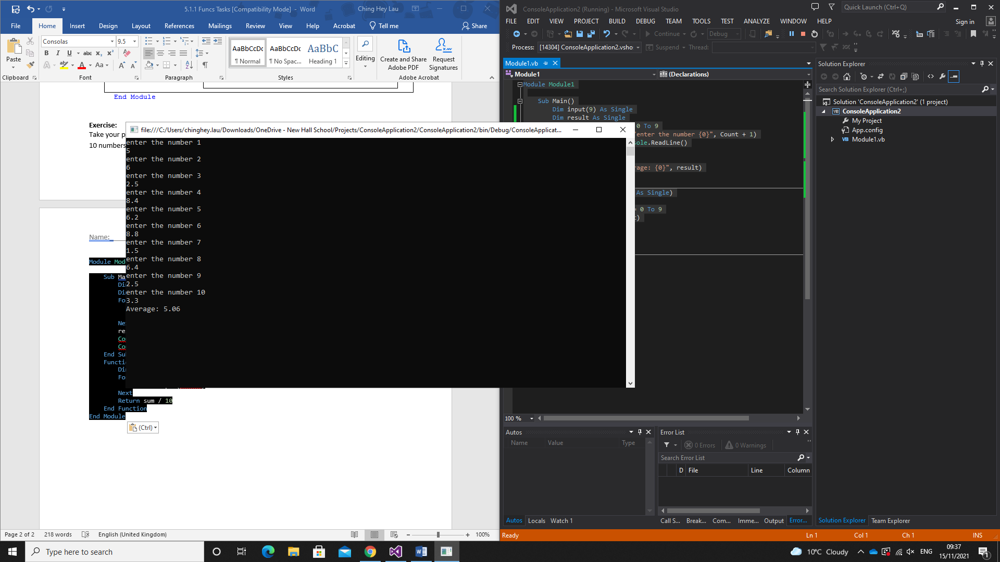 5.1.1 Funcs Tasks [Compatibility Mode] - Word
Ching Hey Lau
File Home Insert Design Layout References Mailings Review View Help Acrobat Tell me Share
Paste
Consolas 9.5
AaBbCcDc AaBbCcDc AaBbC
¶ Normal ¶ No Spac... Heading 1
Editing
Create and Share Adobe PDF
Request Signatures
Clipboard Font Paragraph Styles Adobe Acrobat
End Module
Exercise:
Take your p
10 numbers
Name:_
Module Mod
Sub Ma
Di
Di
Fo
Ne
re
Co
Co
End Su
Functi
Di
Fo
Next
Return sum / 10
End Function
End Module
(Ctrl)
Page 2 of 2 218 words English (United Kingdom) 100%
file:///C:/Users/chinghey.lau/Downloads/OneDrive - New Hall School/Projects/ConsoleApplication2/ConsoleApplication2/bin/Debug/ConsoleApplicat...
enter the number 1
5
enter the number 2
6
enter the number 3
2.5
enter the number 4
8.4
enter the number 5
6.2
enter the number 6
8.8
enter the number 7
1.5
enter the number 8
6.4
enter the number 9
2.5
enter the number 10
3.3
Average: 5.06
ConsoleApplication2 (Running) - Microsoft Visual Studio
Quick Launch (Ctrl+Q)
FILE EDIT VIEW PROJECT BUILD DEBUG TEAM TOOLS TEST ANALYZE WINDOW HELP Sign in
Continue Debug
Process: [14304] ConsoleApplication2.vsho Suspend Thread:
Module1.vb
Module1 (Declarations)
Module Module1
Sub Main()
Dim input(9) As Single
Dim result As Single
0 To 9
enter the number {0}", Count + 1)
ole.ReadLine()
rage: {0}", result)
As Single)
= 0 To 9
t)
100 %
Autos
Name Value Type
Autos Locals Watch 1
Error List
0 Errors 0 Warnings
Search Error List
D File Line Column
Call S... Break... Com... Imme... Output Error...
Solution Explorer
Search Solution Explorer (Ctrl+;)
Solution 'ConsoleApplication2' (1 project)
VB ConsoleApplication2
My Project
App.config
VB Module1.vb
Solution Explorer Team Explorer
Ready Ln 1 Col 1 Ch 1 INS
Type here to search
10°C Cloudy ENG
09:37
15/11/2021
1